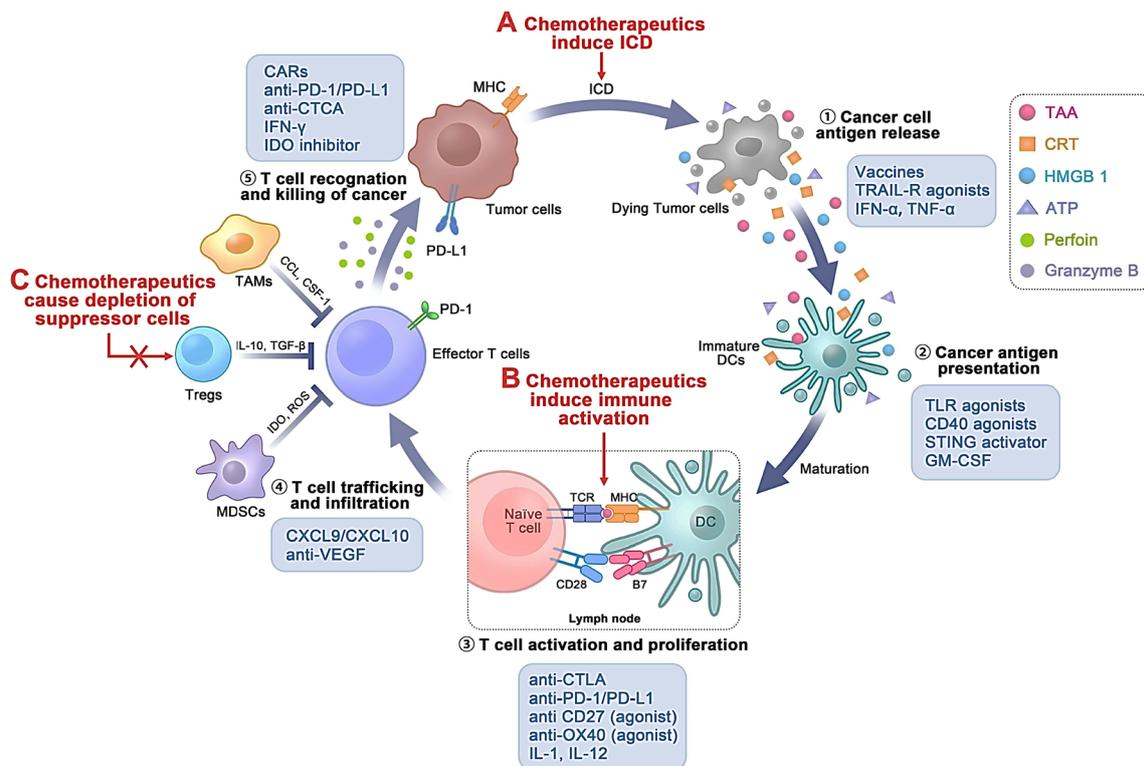 A Chemotherapeutics
induce ICD
ICD
CARs
anti-PD-1/PD-L1
anti-CTCA
IFN-γ
IDO inhibitor
⑤ T cell recognation
and killing of cancer
MHC
Tumor cells
PD-L1
① Cancer cell
antigen release
Dying Tumor cells
Vaccines
TRAIL-R agonists
IFN-α, TNF-α
TAA
CRT
HMGB 1
ATP
Perfoin
Granzyme B
TAMs
CCL, CSF-1
C Chemotherapeutics
cause depletion of
suppressor cells
IL-10, TGF-β
Tregs
IDO, ROS
MDSCs
PD-1
Effector T cells
Immature
DCs
② Cancer antigen
presentation
TLR agonists
CD40 agonists
STING activator
GM-CSF
Maturation
B Chemotherapeutics
induce immune
activation
④ T cell trafficking
and infiltration
CXCL9/CXCL10
anti-VEGF
Naïve
T cell
TCR
MHC
DC
CD28
B7
Lymph node
③ T cell activation and proliferation
anti-CTLA
anti-PD-1/PD-L1
anti CD27 (agonist)
anti-OX40 (agonist)
IL-1, IL-12